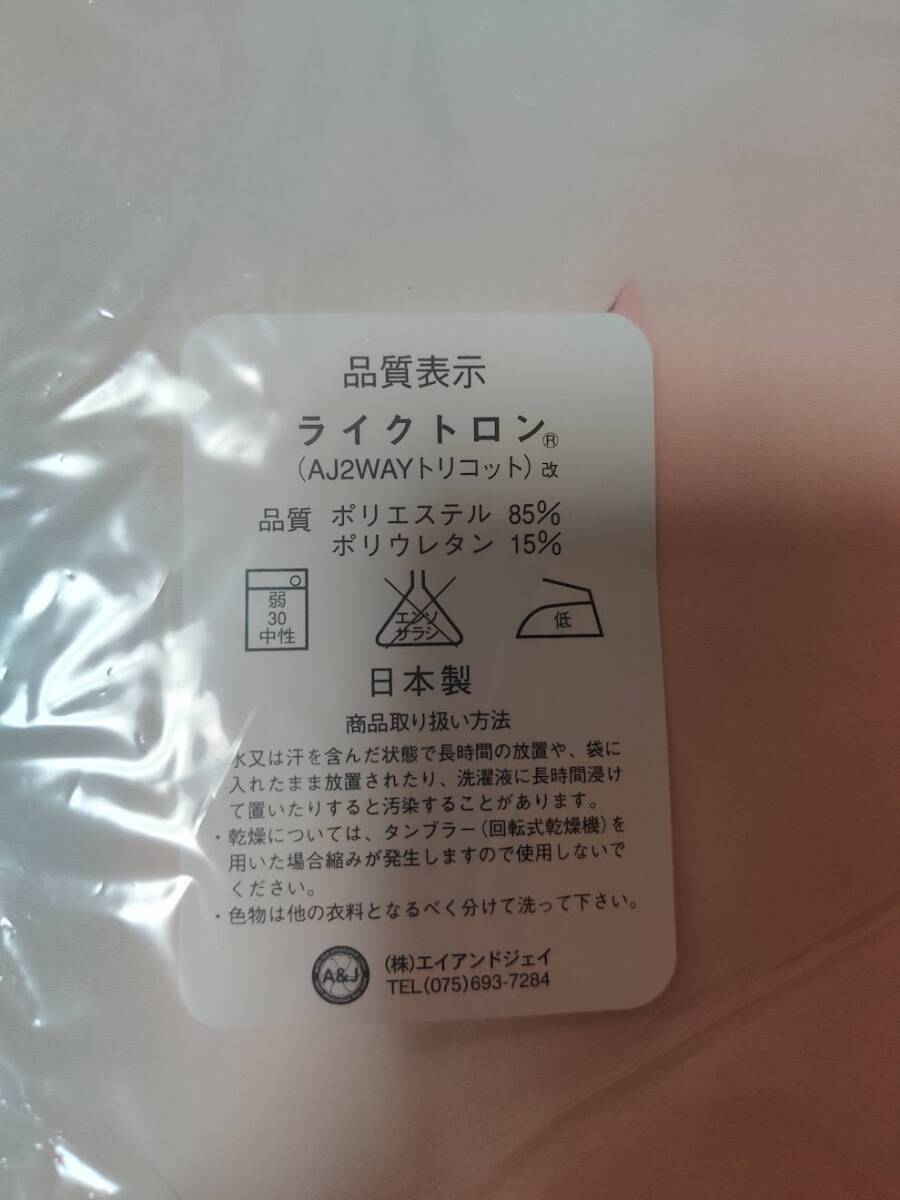 品質表示
ライクトロン®
(AJ2WAYトリコット) 改
品質 ポリエステル 85%
ポリウレタン 15%
弱
30
中性
エンソ
サラシ
低
日本製
商品取り扱い方法
水又は汗を含んだ状態で長時間の放置や、袋に
入れたまま放置されたり、洗濯液に長時間浸け
て置いたりすると汚染することがあります。
・乾燥については、タンブラー(回転式乾燥機)を
用いた場合縮みが発生しますので使用しないで
ください。
・色物は他の衣料となるべく分けて洗って下さい。
A&J
(株)エイアンドジェイ
TEL(075)693-7284